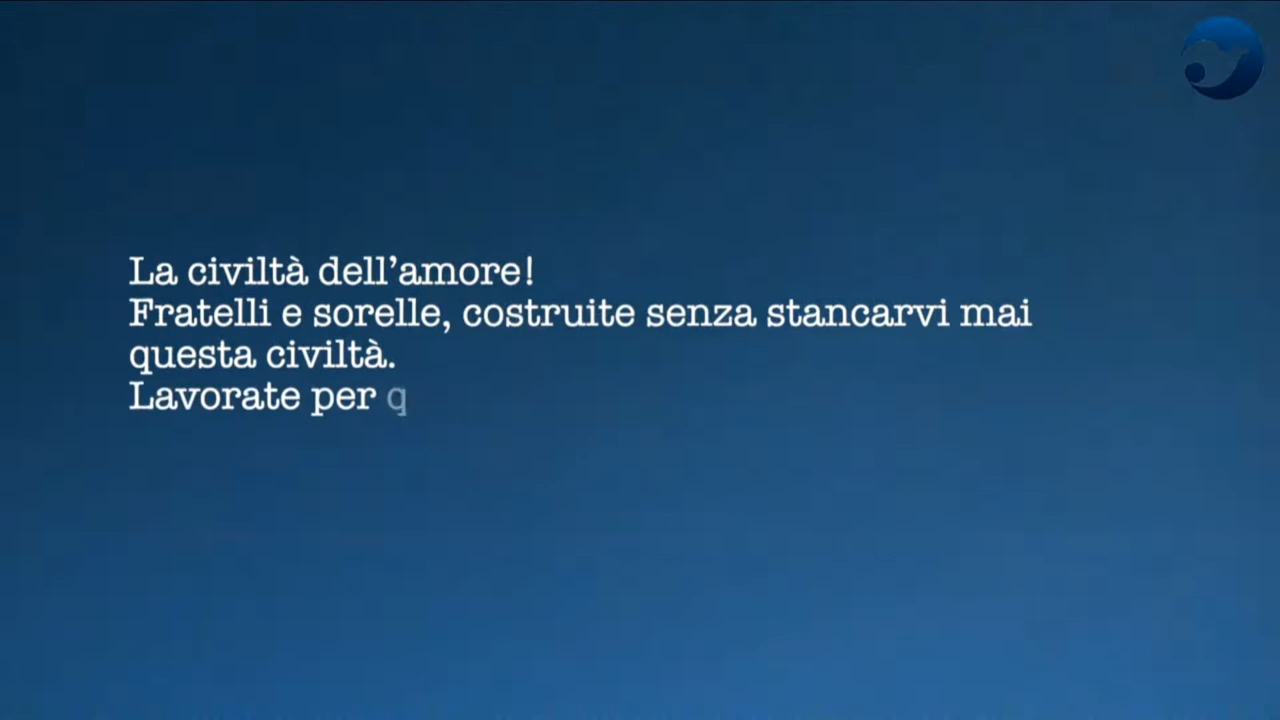 La civiltà dell’amore!
Fratelli e sorelle, costruite senza stancarvi mai
questa civiltà.
Lavorate per q